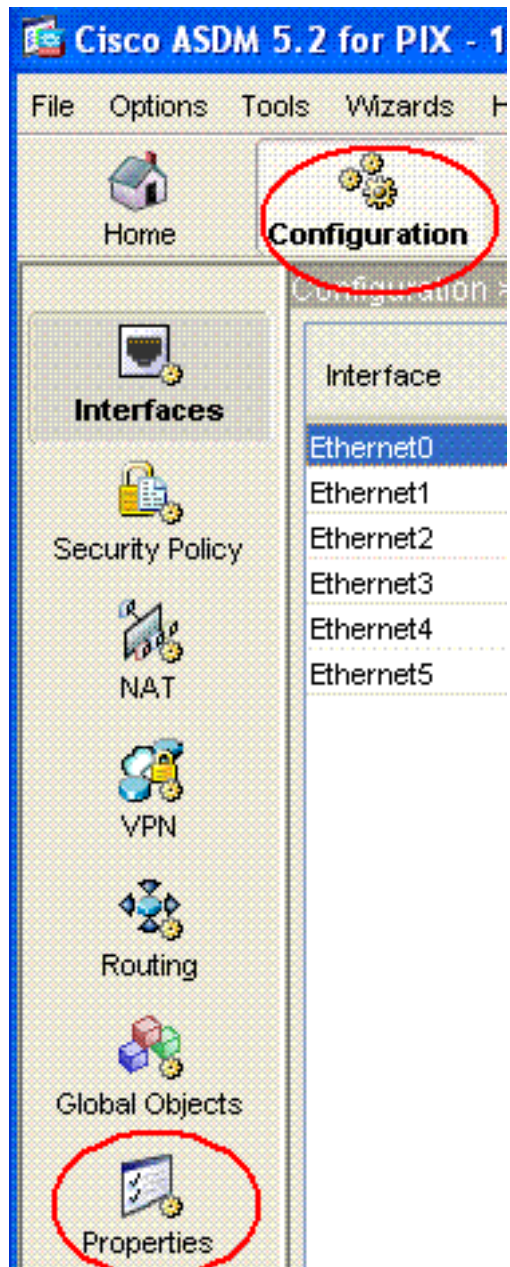 Cisco ASDM 5.2 for PIX - 1
File Options Tools Wizards H
Home Configuration
Configuration >
Interfaces
Interface
Ethernet0
Ethernet1
Ethernet2
Ethernet3
Ethernet4
Ethernet5
Security Policy
NAT
VPN
Routing
Global Objects
Properties